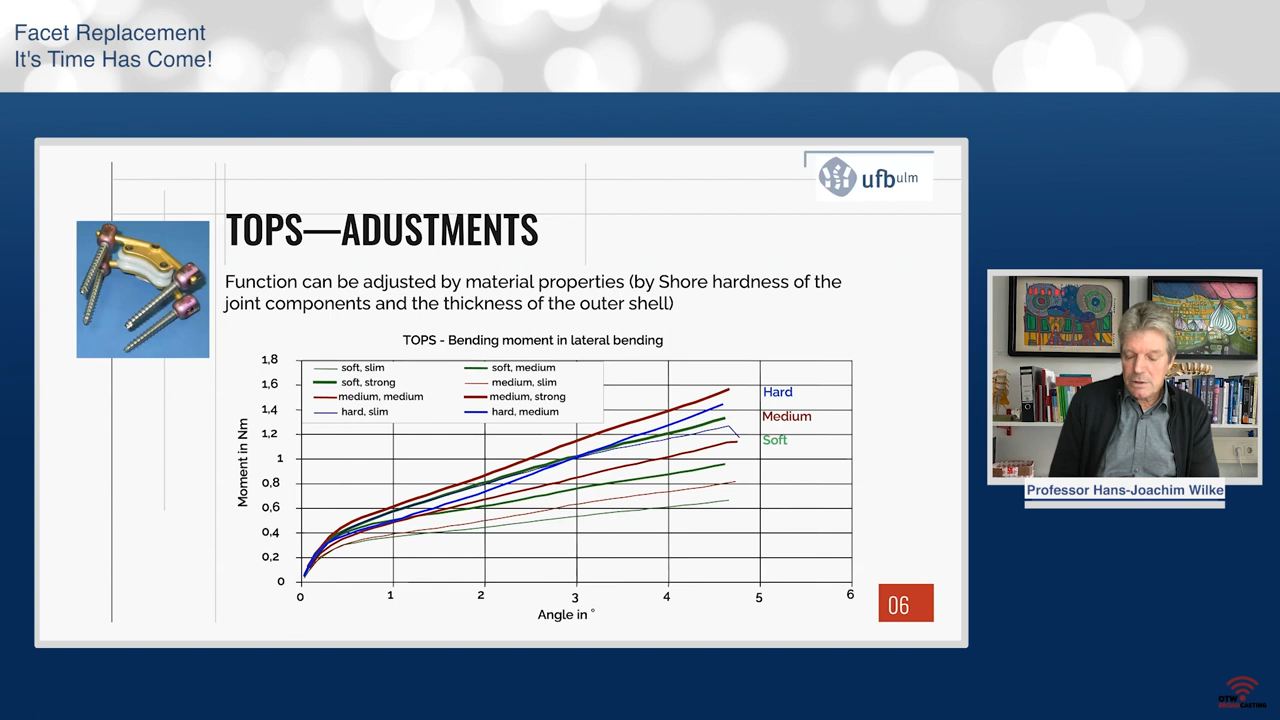 Facet Replacement
It's Time Has Come!
ufbulm
TOPS—ADUSTMENTS
Function can be adjusted by material properties (by Shore hardness of the
joint components and the thickness of the outer shell)
TOPS - Bending moment in lateral bending
Moment in Nm
1,8
1,6
1,4
1,2
1
0,8
0,6
0,4
0,2
0
soft, slim
soft, medium
soft, strong
medium, slim
medium, medium
medium, strong
hard, slim
hard, medium
Hard
Medium
Soft
0 1 2 3 4 5 6
Angle in °
06
Professor Hans-Joachim Wilke
OTW
BROADCASTING